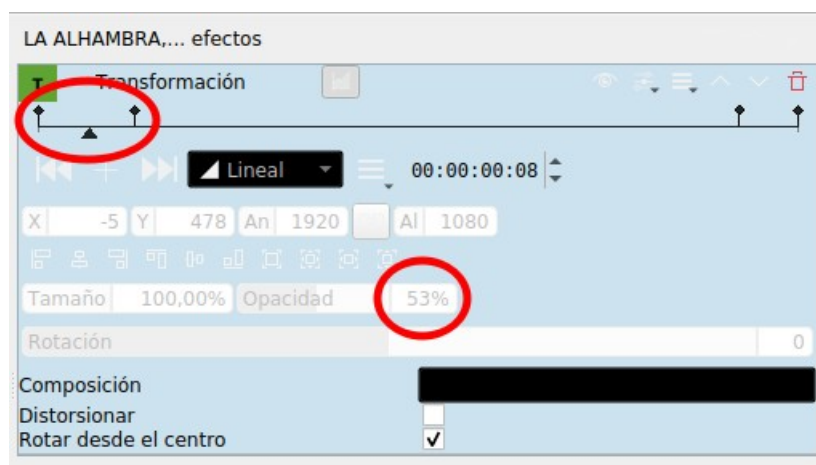 LA ALHAMBRA,... efectos
T Transformación
Lineal 00:00:00:08
X -5 Y 478 An 1920 Al 1080
Tamaño 100,00% Opacidad 53%
Rotación 0
Composición
Distorsionar
Rotar desde el centro